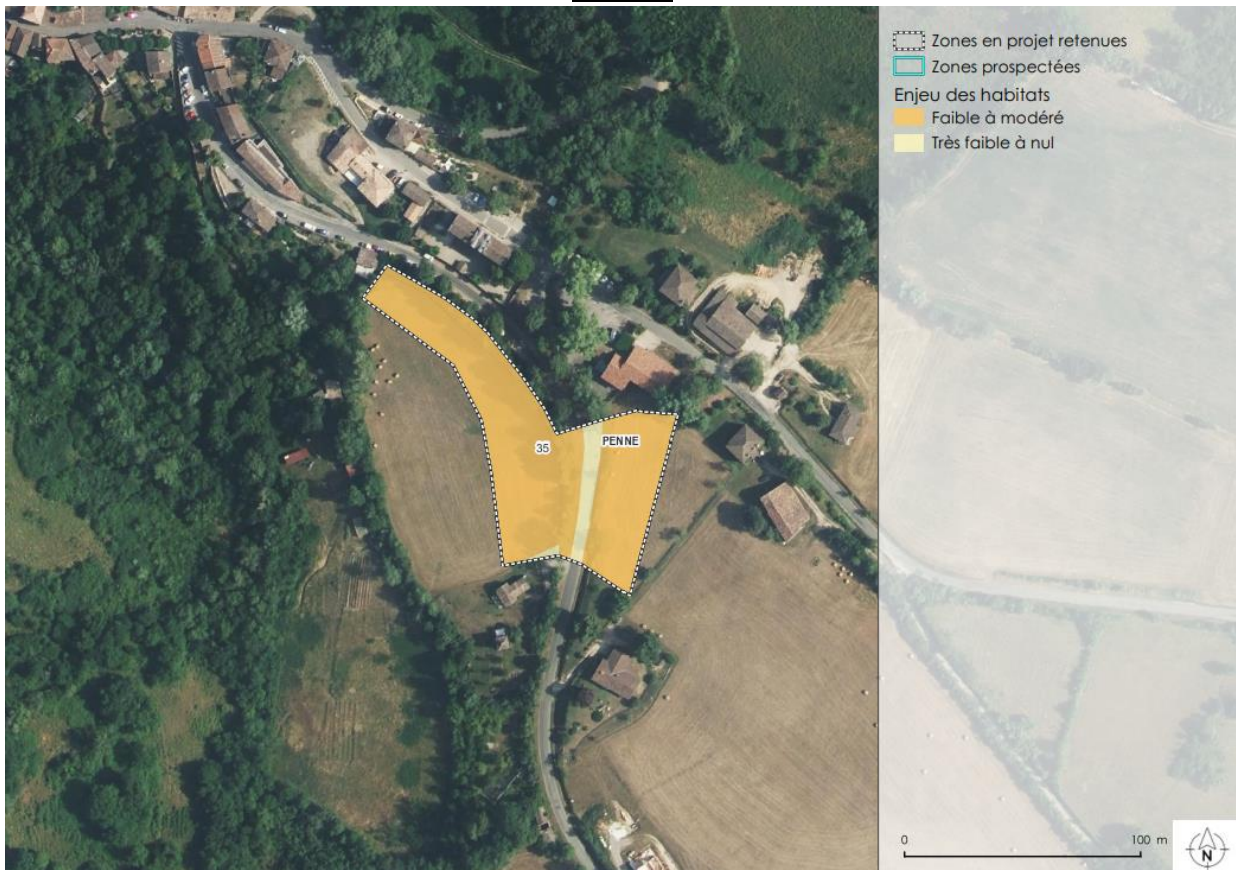 Zones en projet retenues
Zones prospectées
Enjeu des habitats
Faible à modéré
Très faible à nul
PENNE
35
0 100 m
N